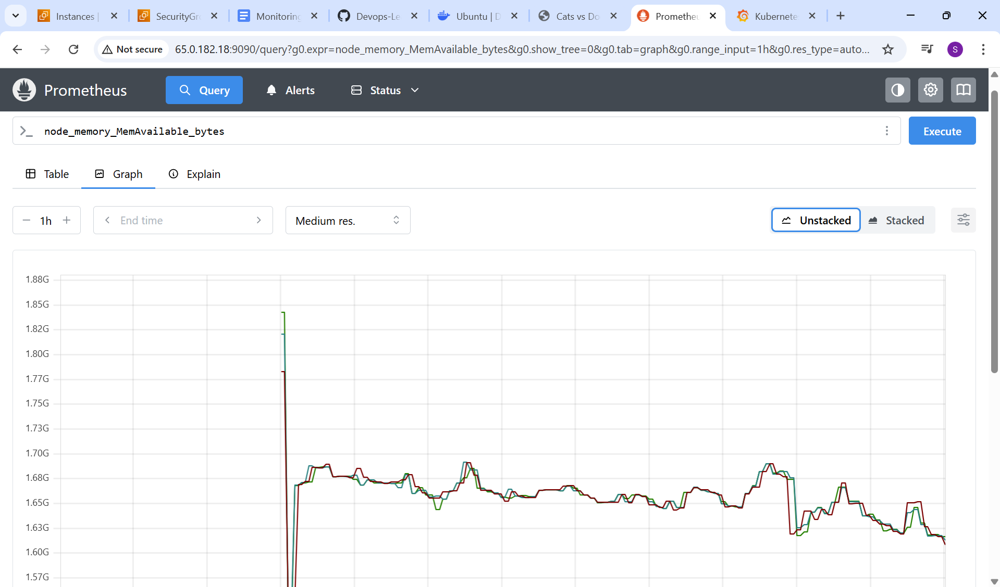 Instances |
SecurityGr
Monitoring
Devops-Le
Ubuntu | D
Cats vs Do
Prometheu
Kubernete
Not secure
65.0.182.18:9090/query?g0.expr=node_memory_MemAvailable_bytes&g0.show_tree=0&g0.tab=graph&g0.range_input=1h&g0.res_type=auto...
S
Prometheus
Query
Alerts
Status
node_memory_MemAvailable_bytes
Execute
Table
Graph
Explain
1h
End time
Medium res.
Unstacked
Stacked
1.88G
1.85G
1.82G
1.80G
1.77G
1.75G
1.73G
1.70G
1.68G
1.65G
1.63G
1.60G
1.57G